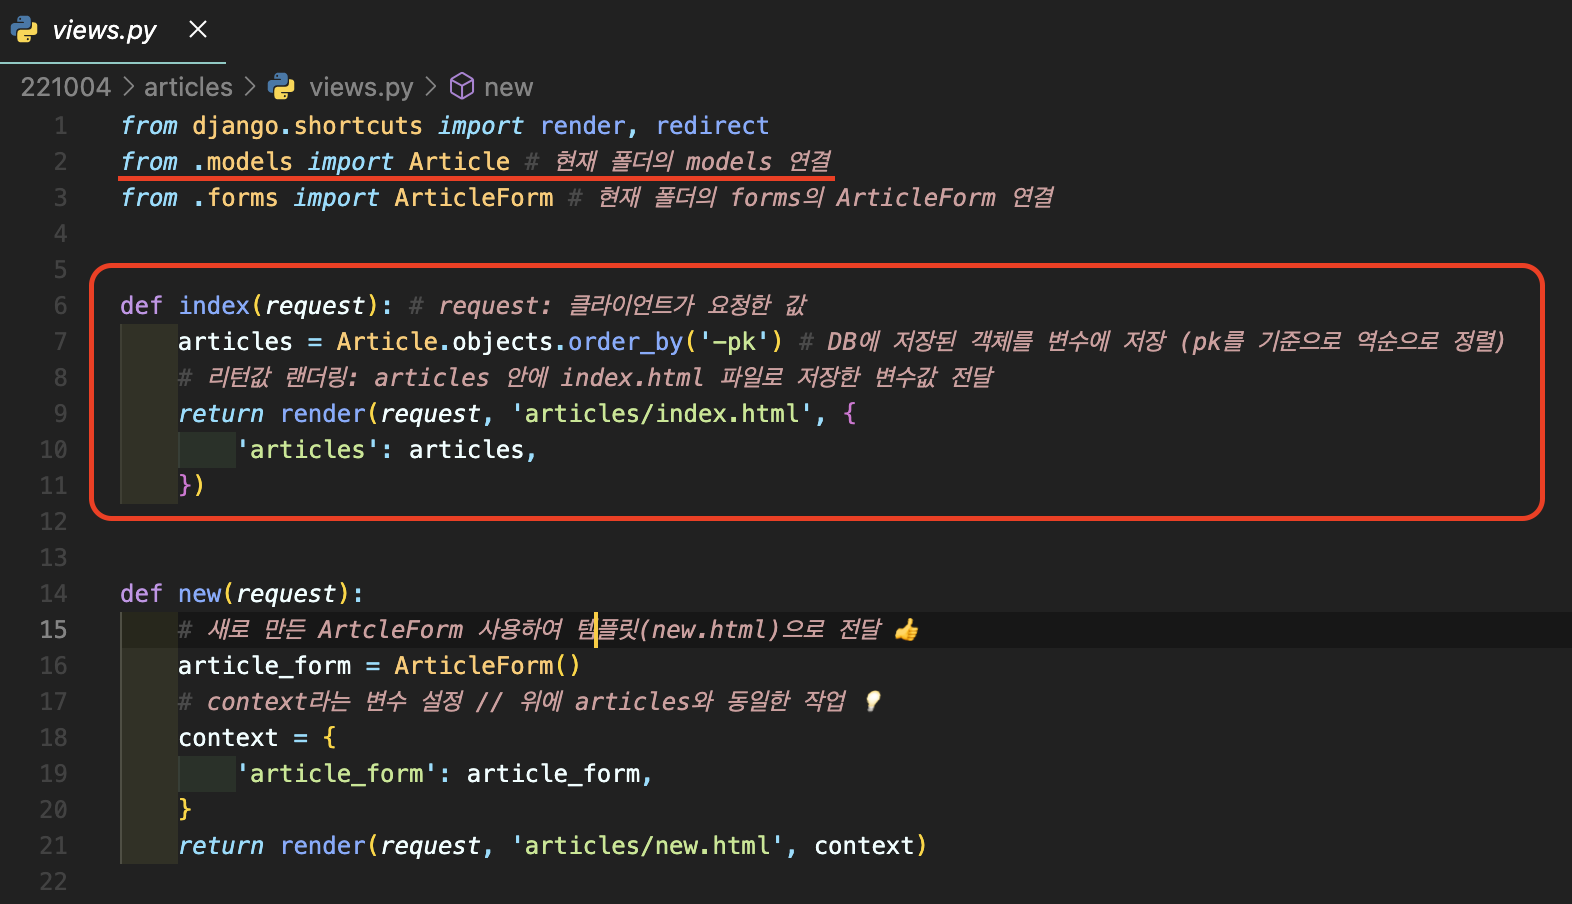 views.py
221004 > articles > views.py > new
1 from django.shortcuts import render, redirect
2 from .models import Article # 현재 폴더의 models 연결
3 from .forms import ArticleForm # 현재 폴더의 forms의 ArticleForm 연결
4
5
6 def index(request): # request: 클라이언트가 요청한 값
7     articles = Article.objects.order_by('-pk') # DB에 저장된 객체를 변수에 저장 (pk를 기준으로 역순으로 정렬)
8     # 리턴값 랜더링: articles 안에 index.html 파일로 저장한 변수값 전달
9     return render(request, 'articles/index.html', {
10         'articles': articles,
11     })
12
13
14 def new(request):
15     # 새로 만든 ArtcleForm 사용하여 템플릿(new.html)으로 전달 👍
16     article_form = ArticleForm()
17     # context라는 변수 설정 // 위에 articles와 동일한 작업 💡
18     context = {
19         'article_form': article_form,
20     }
21     return render(request, 'articles/new.html', context)
22